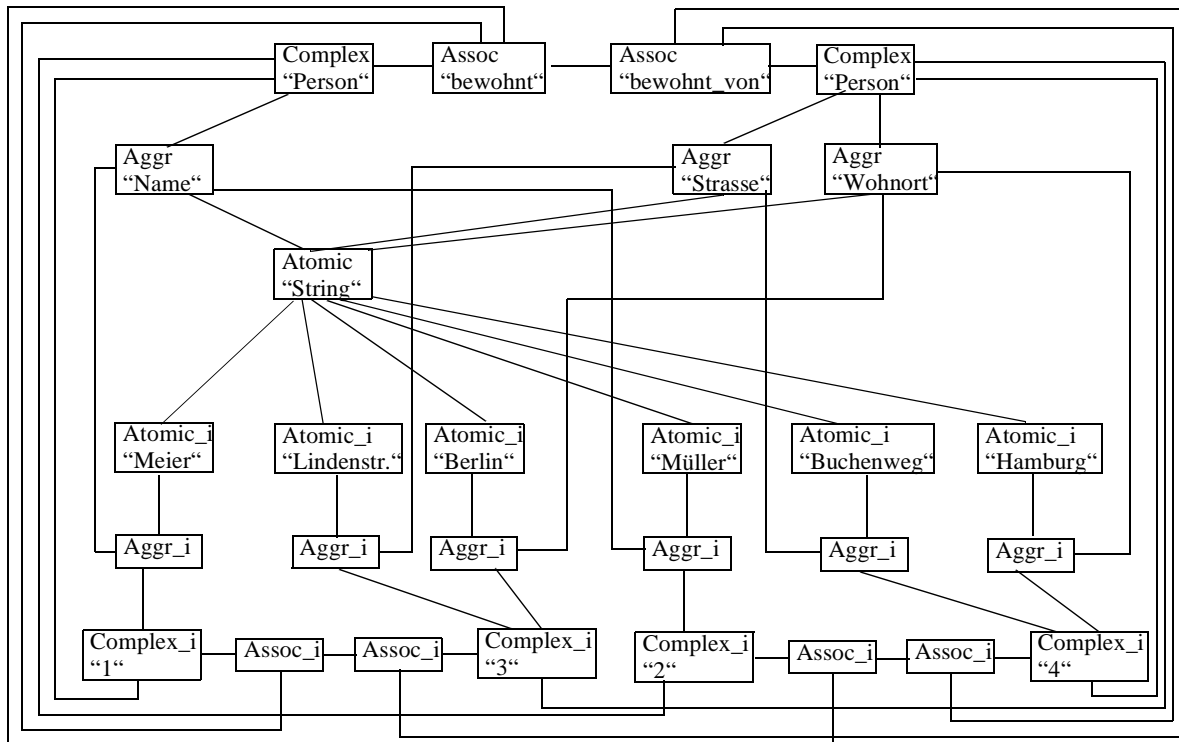 Complex
“Person“
Assoc
“bewohnt“
Assoc
“bewohnt_von“
Complex
“Person“
Aggr
“Name“
Aggr
“Strasse“
Aggr
“Wohnort“
Atomic
“String“
Atomic_i
“Meier“
Atomic_i
“Lindenstr.“
Atomic_i
“Berlin“
Atomic_i
“Müller“
Atomic_i
“Buchenweg“
Atomic_i
“Hamburg“
Aggr_i
Aggr_i
Aggr_i
Aggr_i
Aggr_i
Aggr_i
Complex_i
“1“
Assoc_i
Assoc_i
Complex_i
“3“
Complex_i
“2“
Assoc_i
Assoc_i
Complex_i
“4“